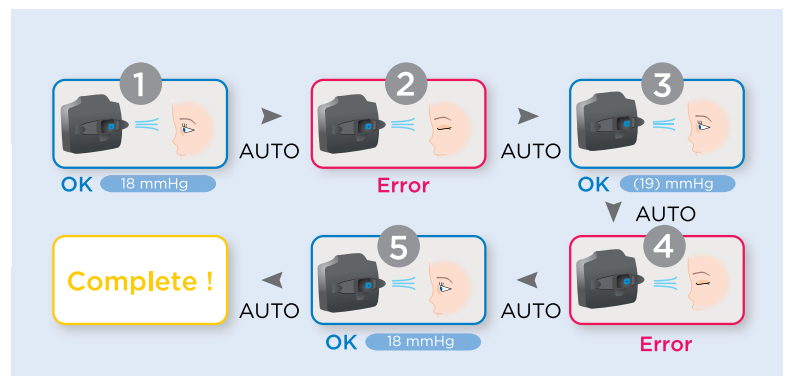 1
2
3
AUTO
AUTO
OK 18 mmHg
Error
OK (19) mmHg
AUTO
4
Error
AUTO
5
OK 18 mmHg
AUTO
Complete !